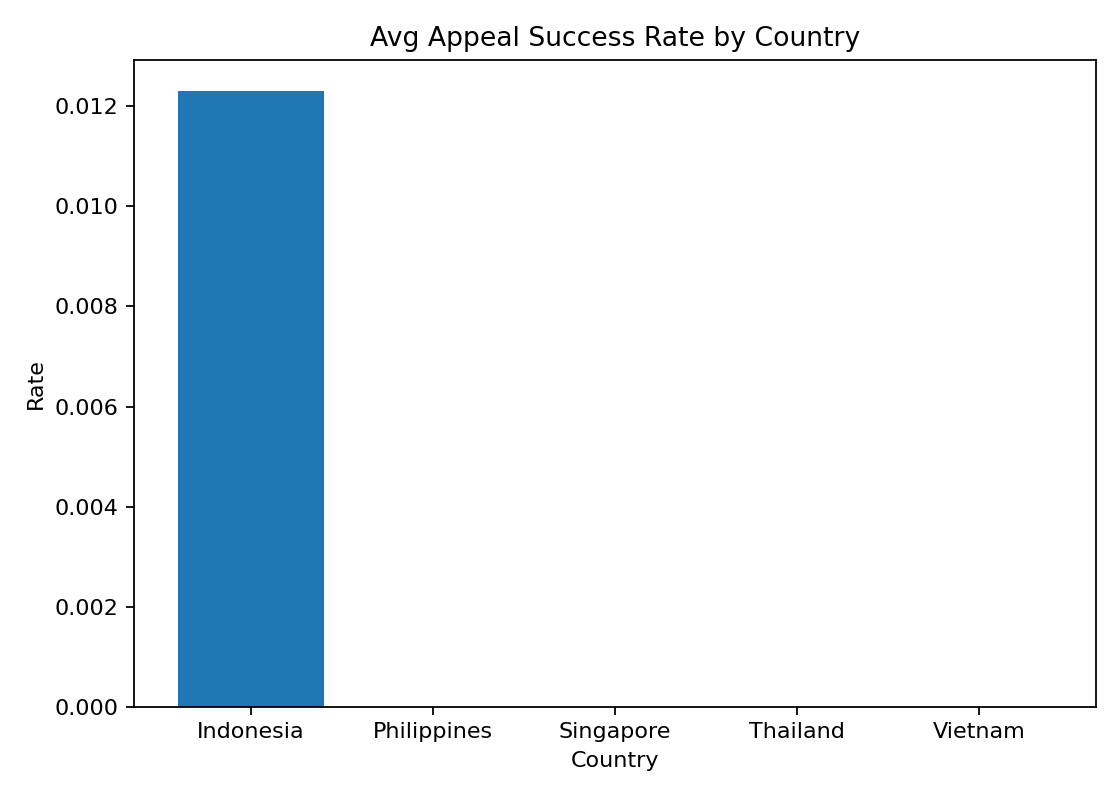 Avg Appeal Success Rate by Country
0.012
0.010
0.008
0.006
0.004
0.002
0.000
Rate
Indonesia Philippines Singapore Thailand Vietnam
Country